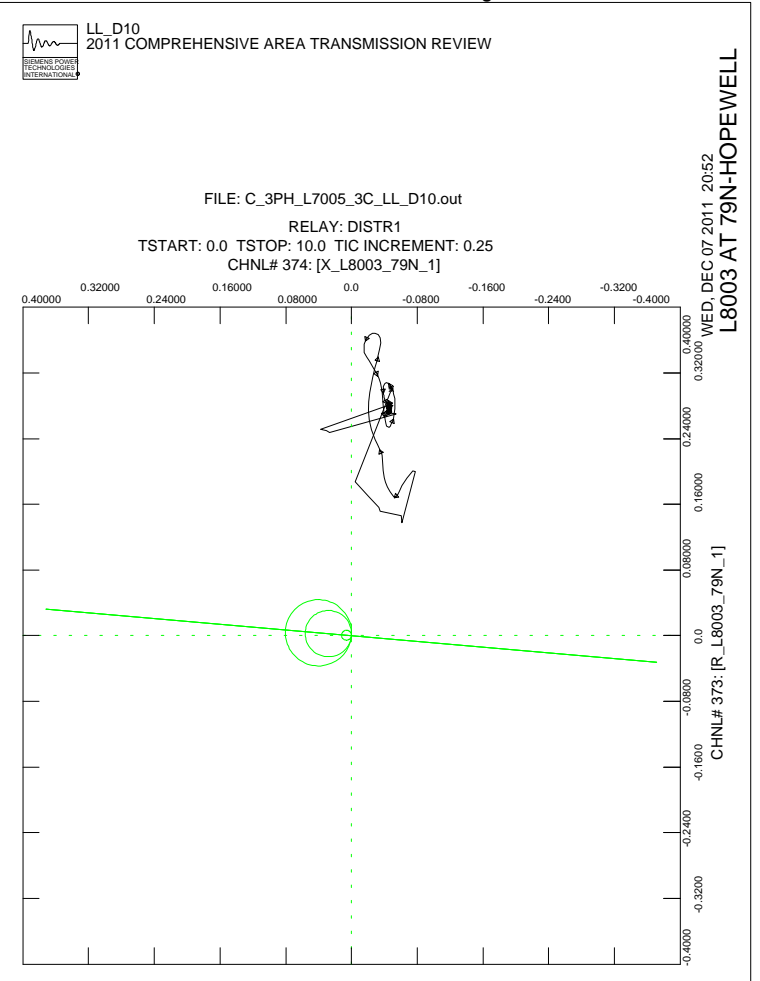 LL_D10
2011 COMPREHENSIVE AREA TRANSMISSION REVIEW
SIEMENS POWER
TECHNOLOGIES
INTERNATIONAL
FILE: C_3PH_L7005_3C_LL_D10.out
RELAY: DISTR1
TSTART: 0.0 TSTOP: 10.0 TIC INCREMENT: 0.25
CHNL# 374: [X_L8003_79N_1]
0.40000 0.32000 0.24000 0.16000 0.08000 0.0 -0.0800 -0.1600 -0.2400 -0.3200 -0.4000
WED, DEC 07 2011 20:52
L8003 AT 79N-HOPEWELL
CHNL# 373: [R_L8003_79N_1]
-0.4000 -0.3200 -0.2400 -0.1600 -0.0800 0.0 0.08000 0.16000 0.24000 0.32000 0.40000